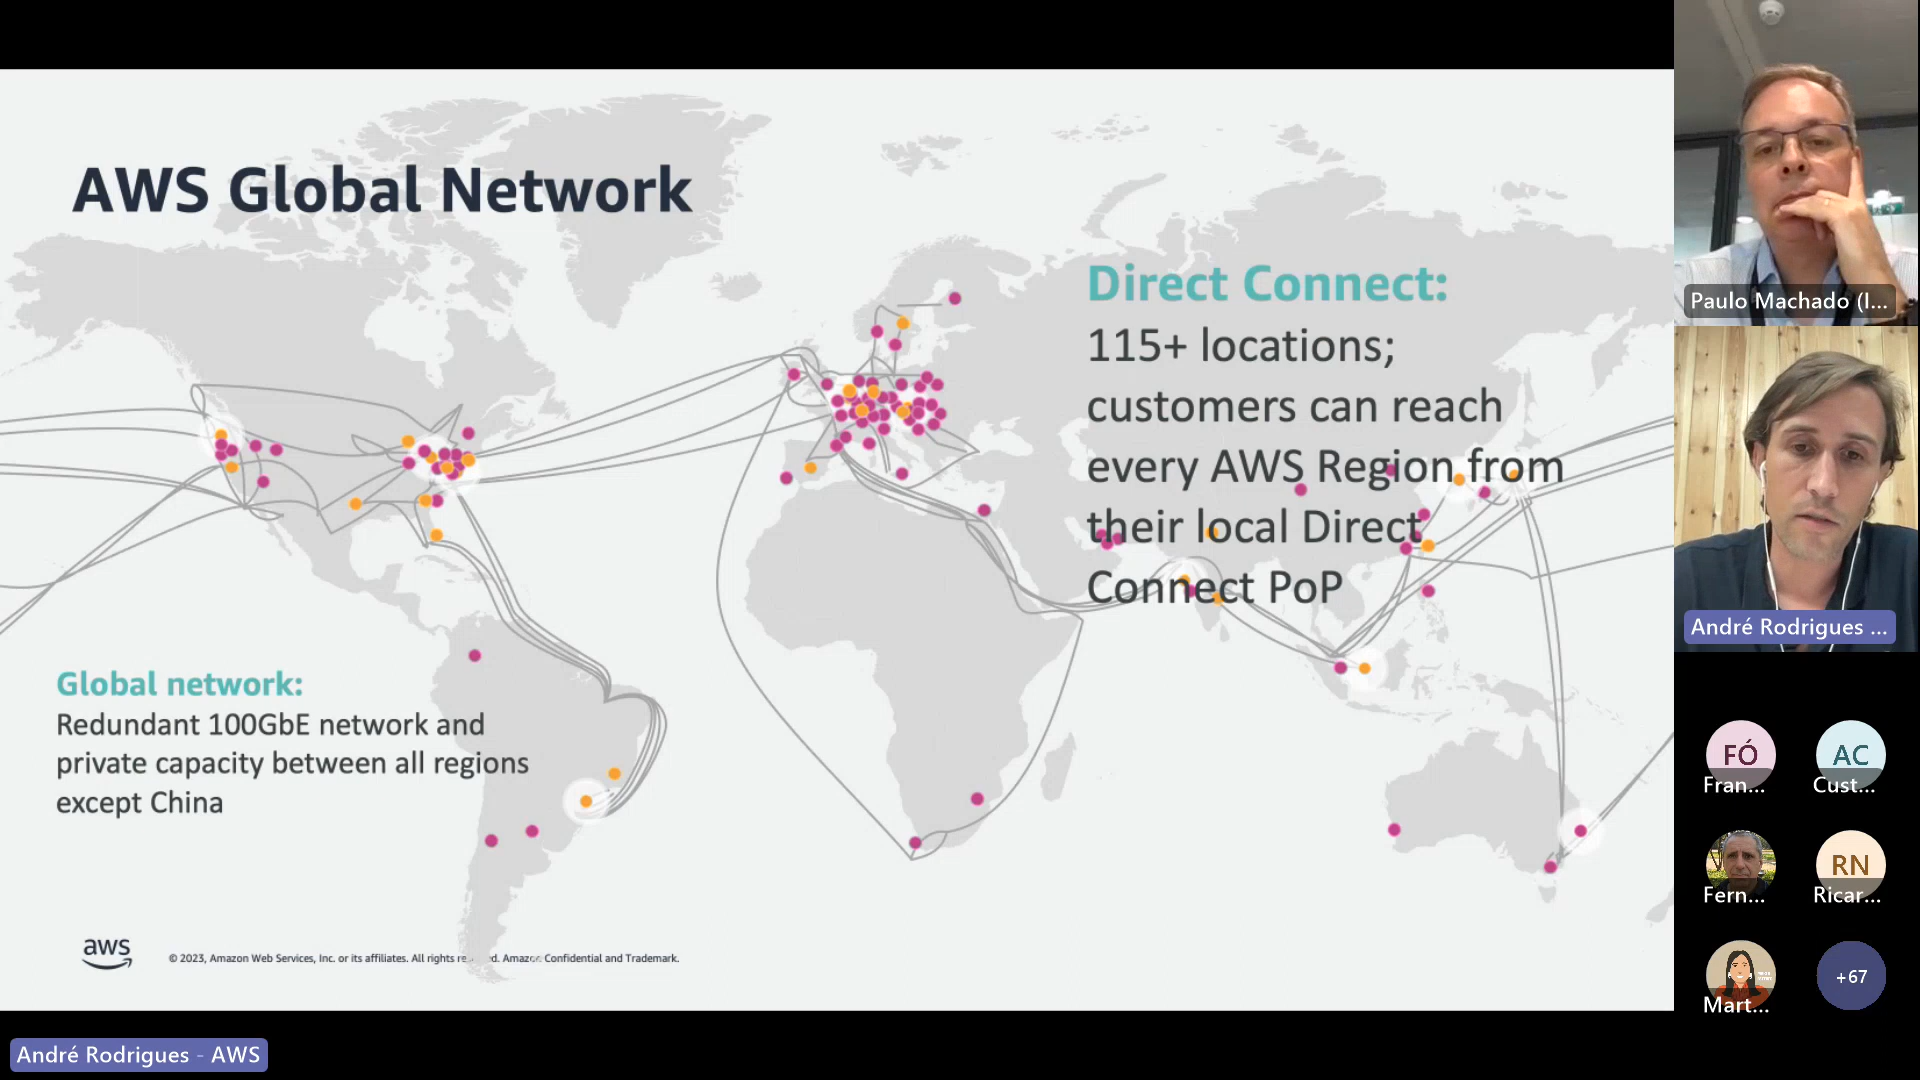 AWS Global Network
Direct Connect:
115+ locations;
customers can reach
every AWS Region from
their local Direct
Connect PoP
Global network:
Redundant 100GbE network and
private capacity between all regions
except China
aws
© 2023, Amazon Web Services, Inc. or its affiliates. All rights re d. Amazon Confidential and Trademark.
André Rodrigues - AWS
Paulo Machado (I...
André Rodrigues ...
FÓ
Fran...
AC
Cust...
Fern...
RN
Ricar...
Mart...
+67